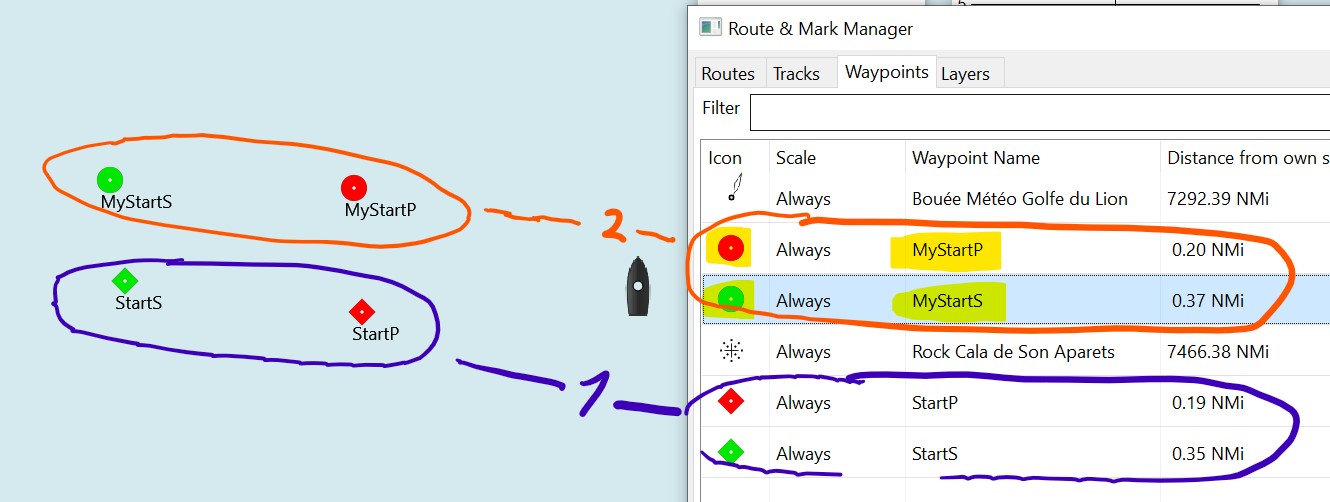 5
Route & Mark Manager
Routes Tracks Waypoints Layers
Filter
Icon Scale Waypoint Name Distance from own s
Always Bouée Météo Golfe du Lion 7292.39 NMi
Always MyStartP 0.20 NMi
Always MyStartS 0.37 NMi
Always Rock Cala de Son Aparets 7466.38 NMi
Always StartP 0.19 NMi
Always StartS 0.35 NMi
MyStartS
MyStartP
2
StartS
StartP
1